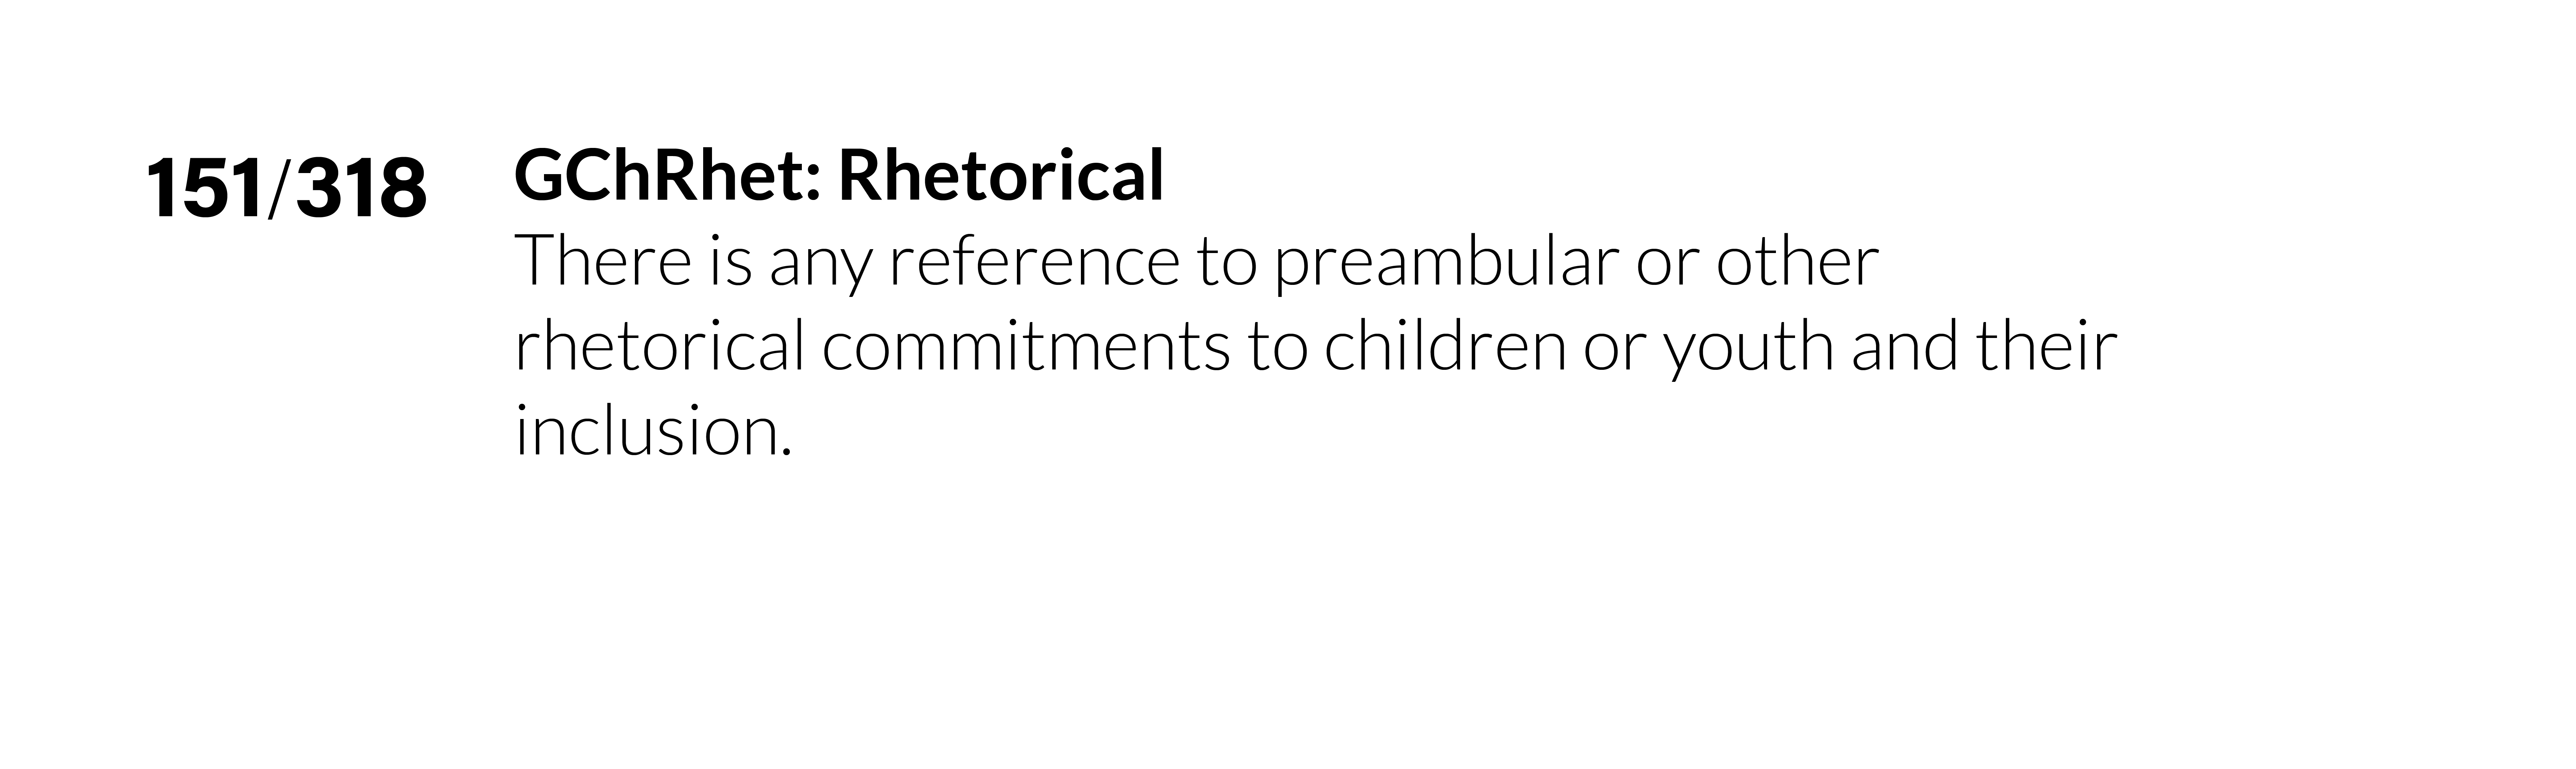 151/318
GChRhet: Rhetorical
There is any reference to preambular or other
rhetorical commitments to children or youth and their
inclusion.